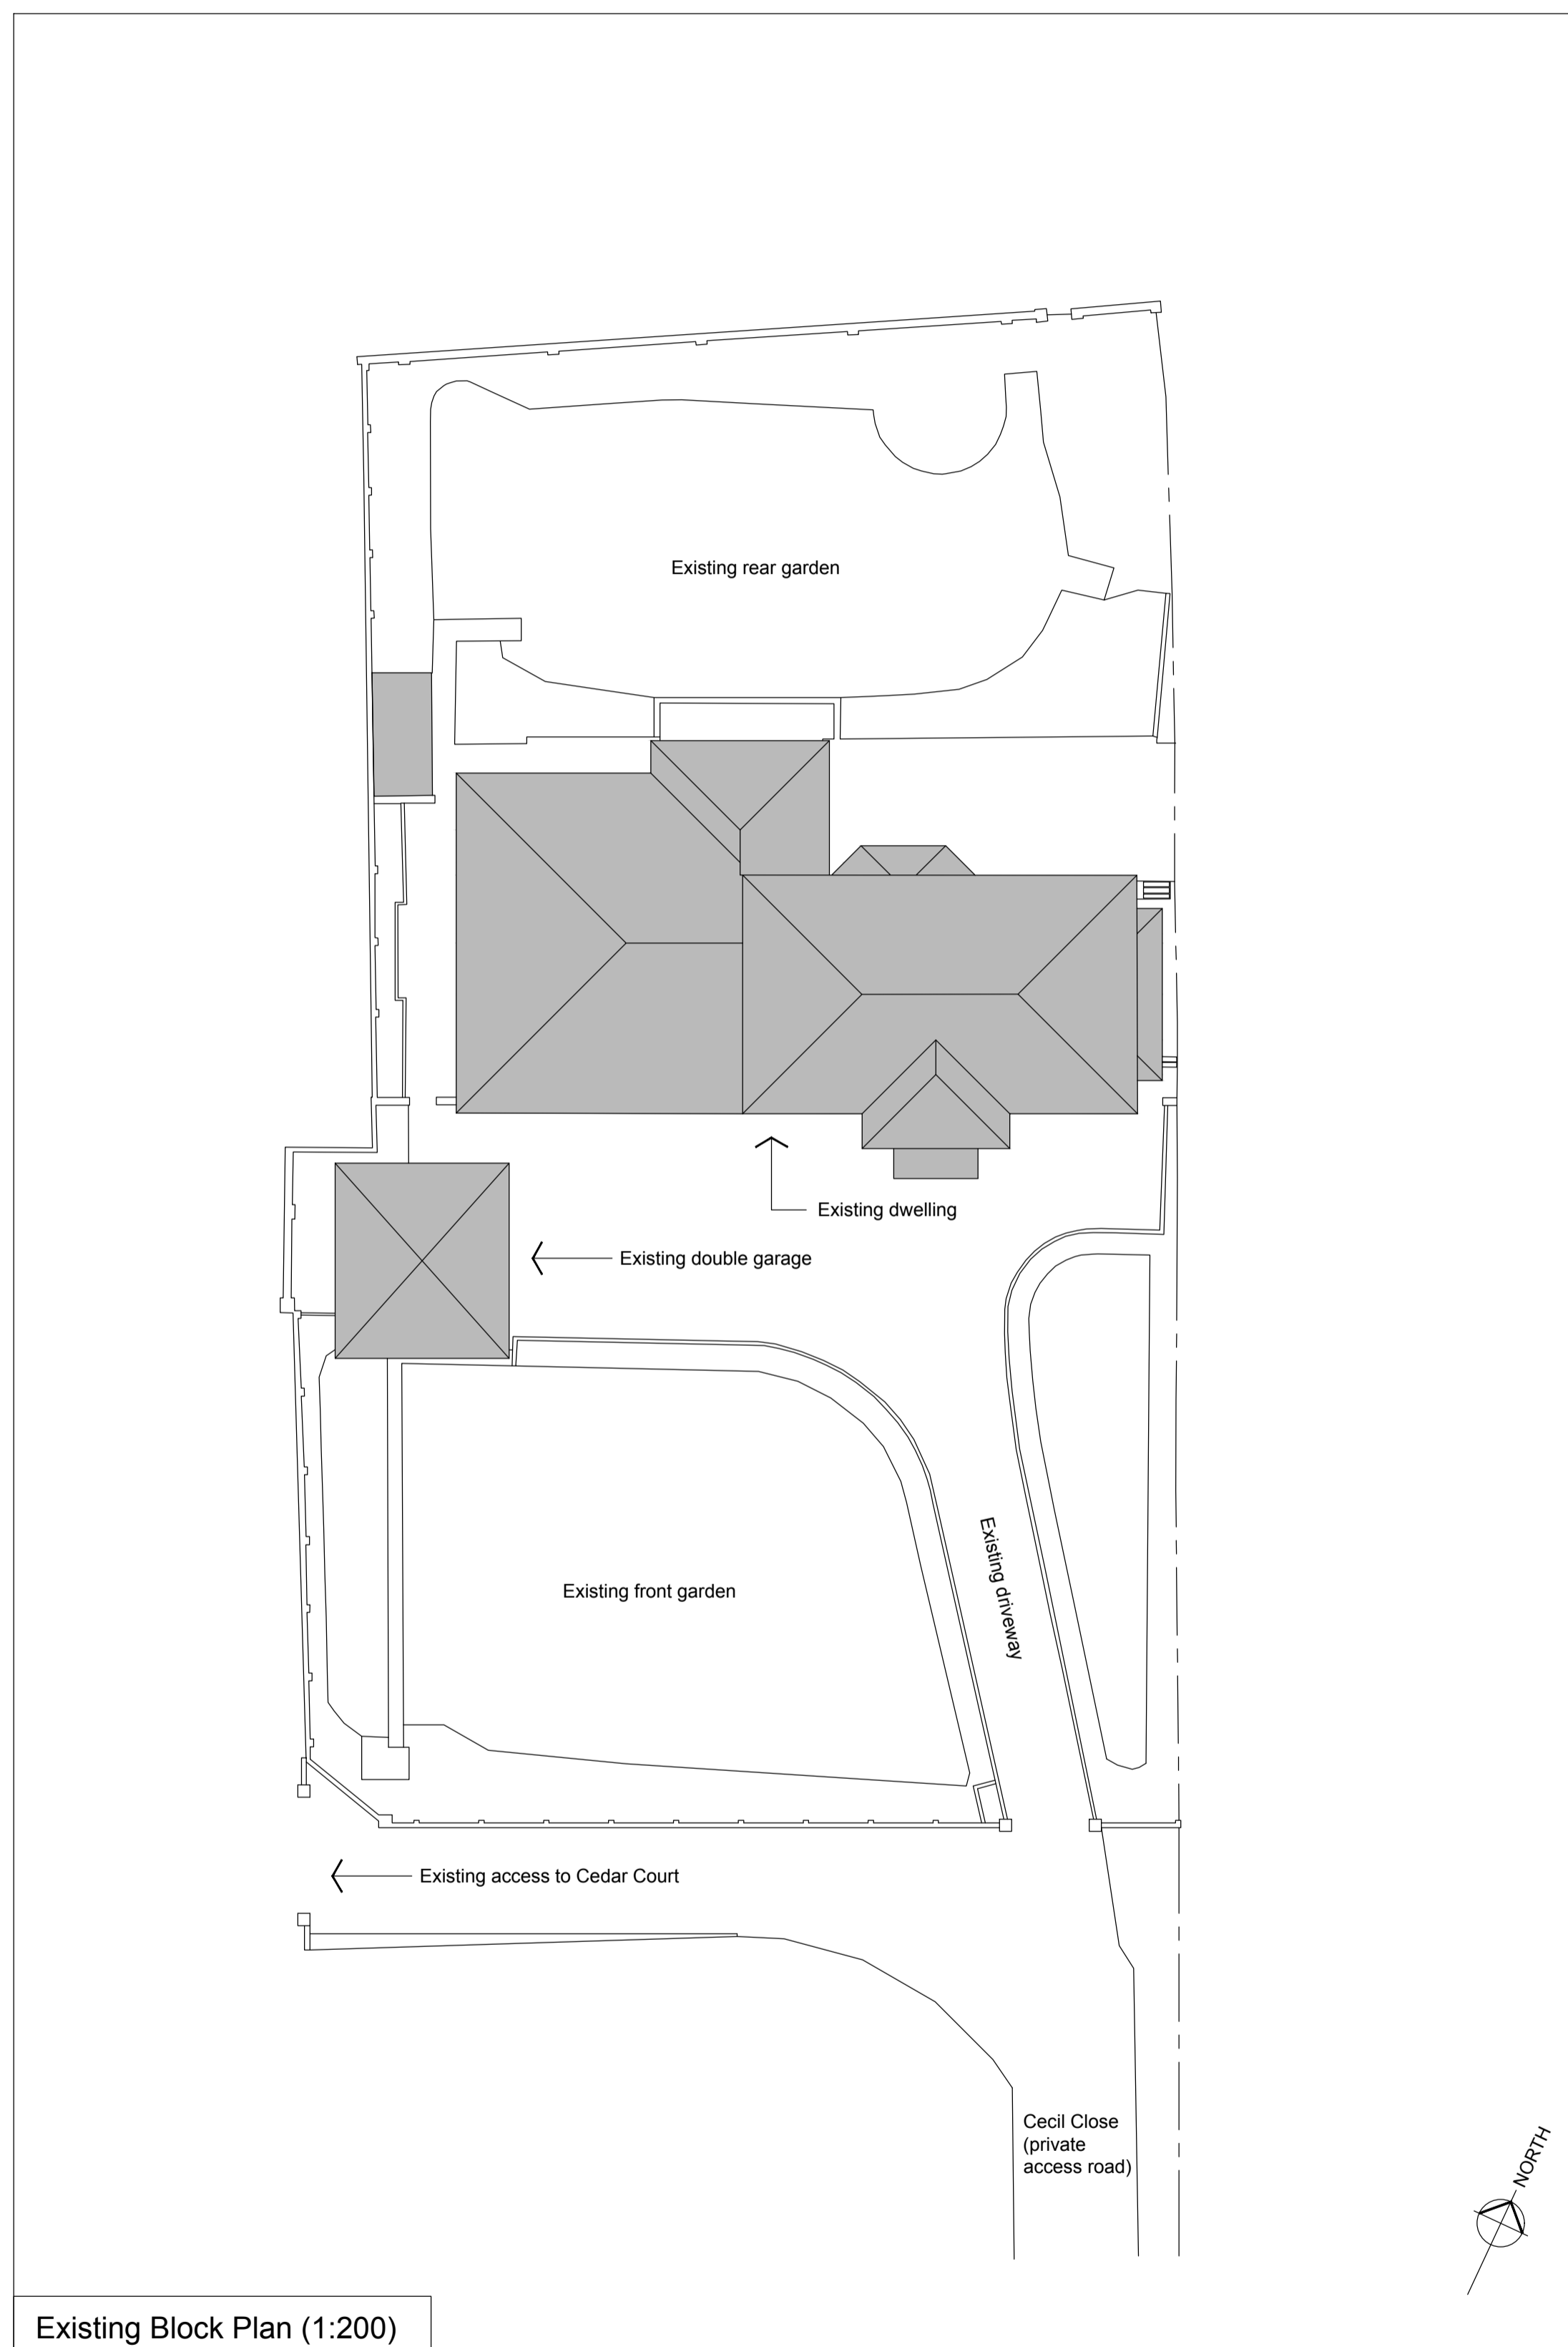 Existing rear garden
Existing dwelling
Existing double garage
Existing driveway
Existing front garden
Existing access to Cedar Court
Cecil Close
(private
access road)
NORTH
Existing Block Plan (1:200)